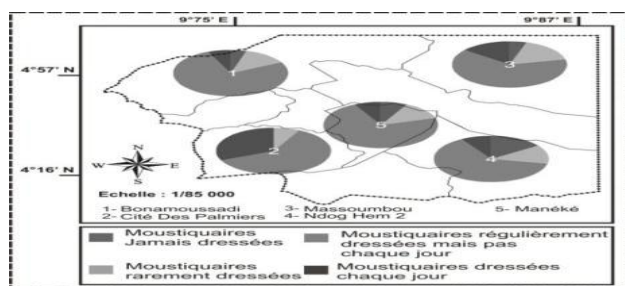 9°75' E 9°87' E
4°57' N
1 3
5
2 4
N
W E
S
4°16' N
Echelle : 1/85 000
1- Bonamoussadi 3- Massoumbou 5- Manéké
2- Cité Des Palmiers 4- Ndog Hem 2
Moustiquaires Jamais dressées
Moustiquaires régulièrement dressées mais pas chaque jour
Moustiquaires rarement dressées
Moustiquaires dressées chaque jour